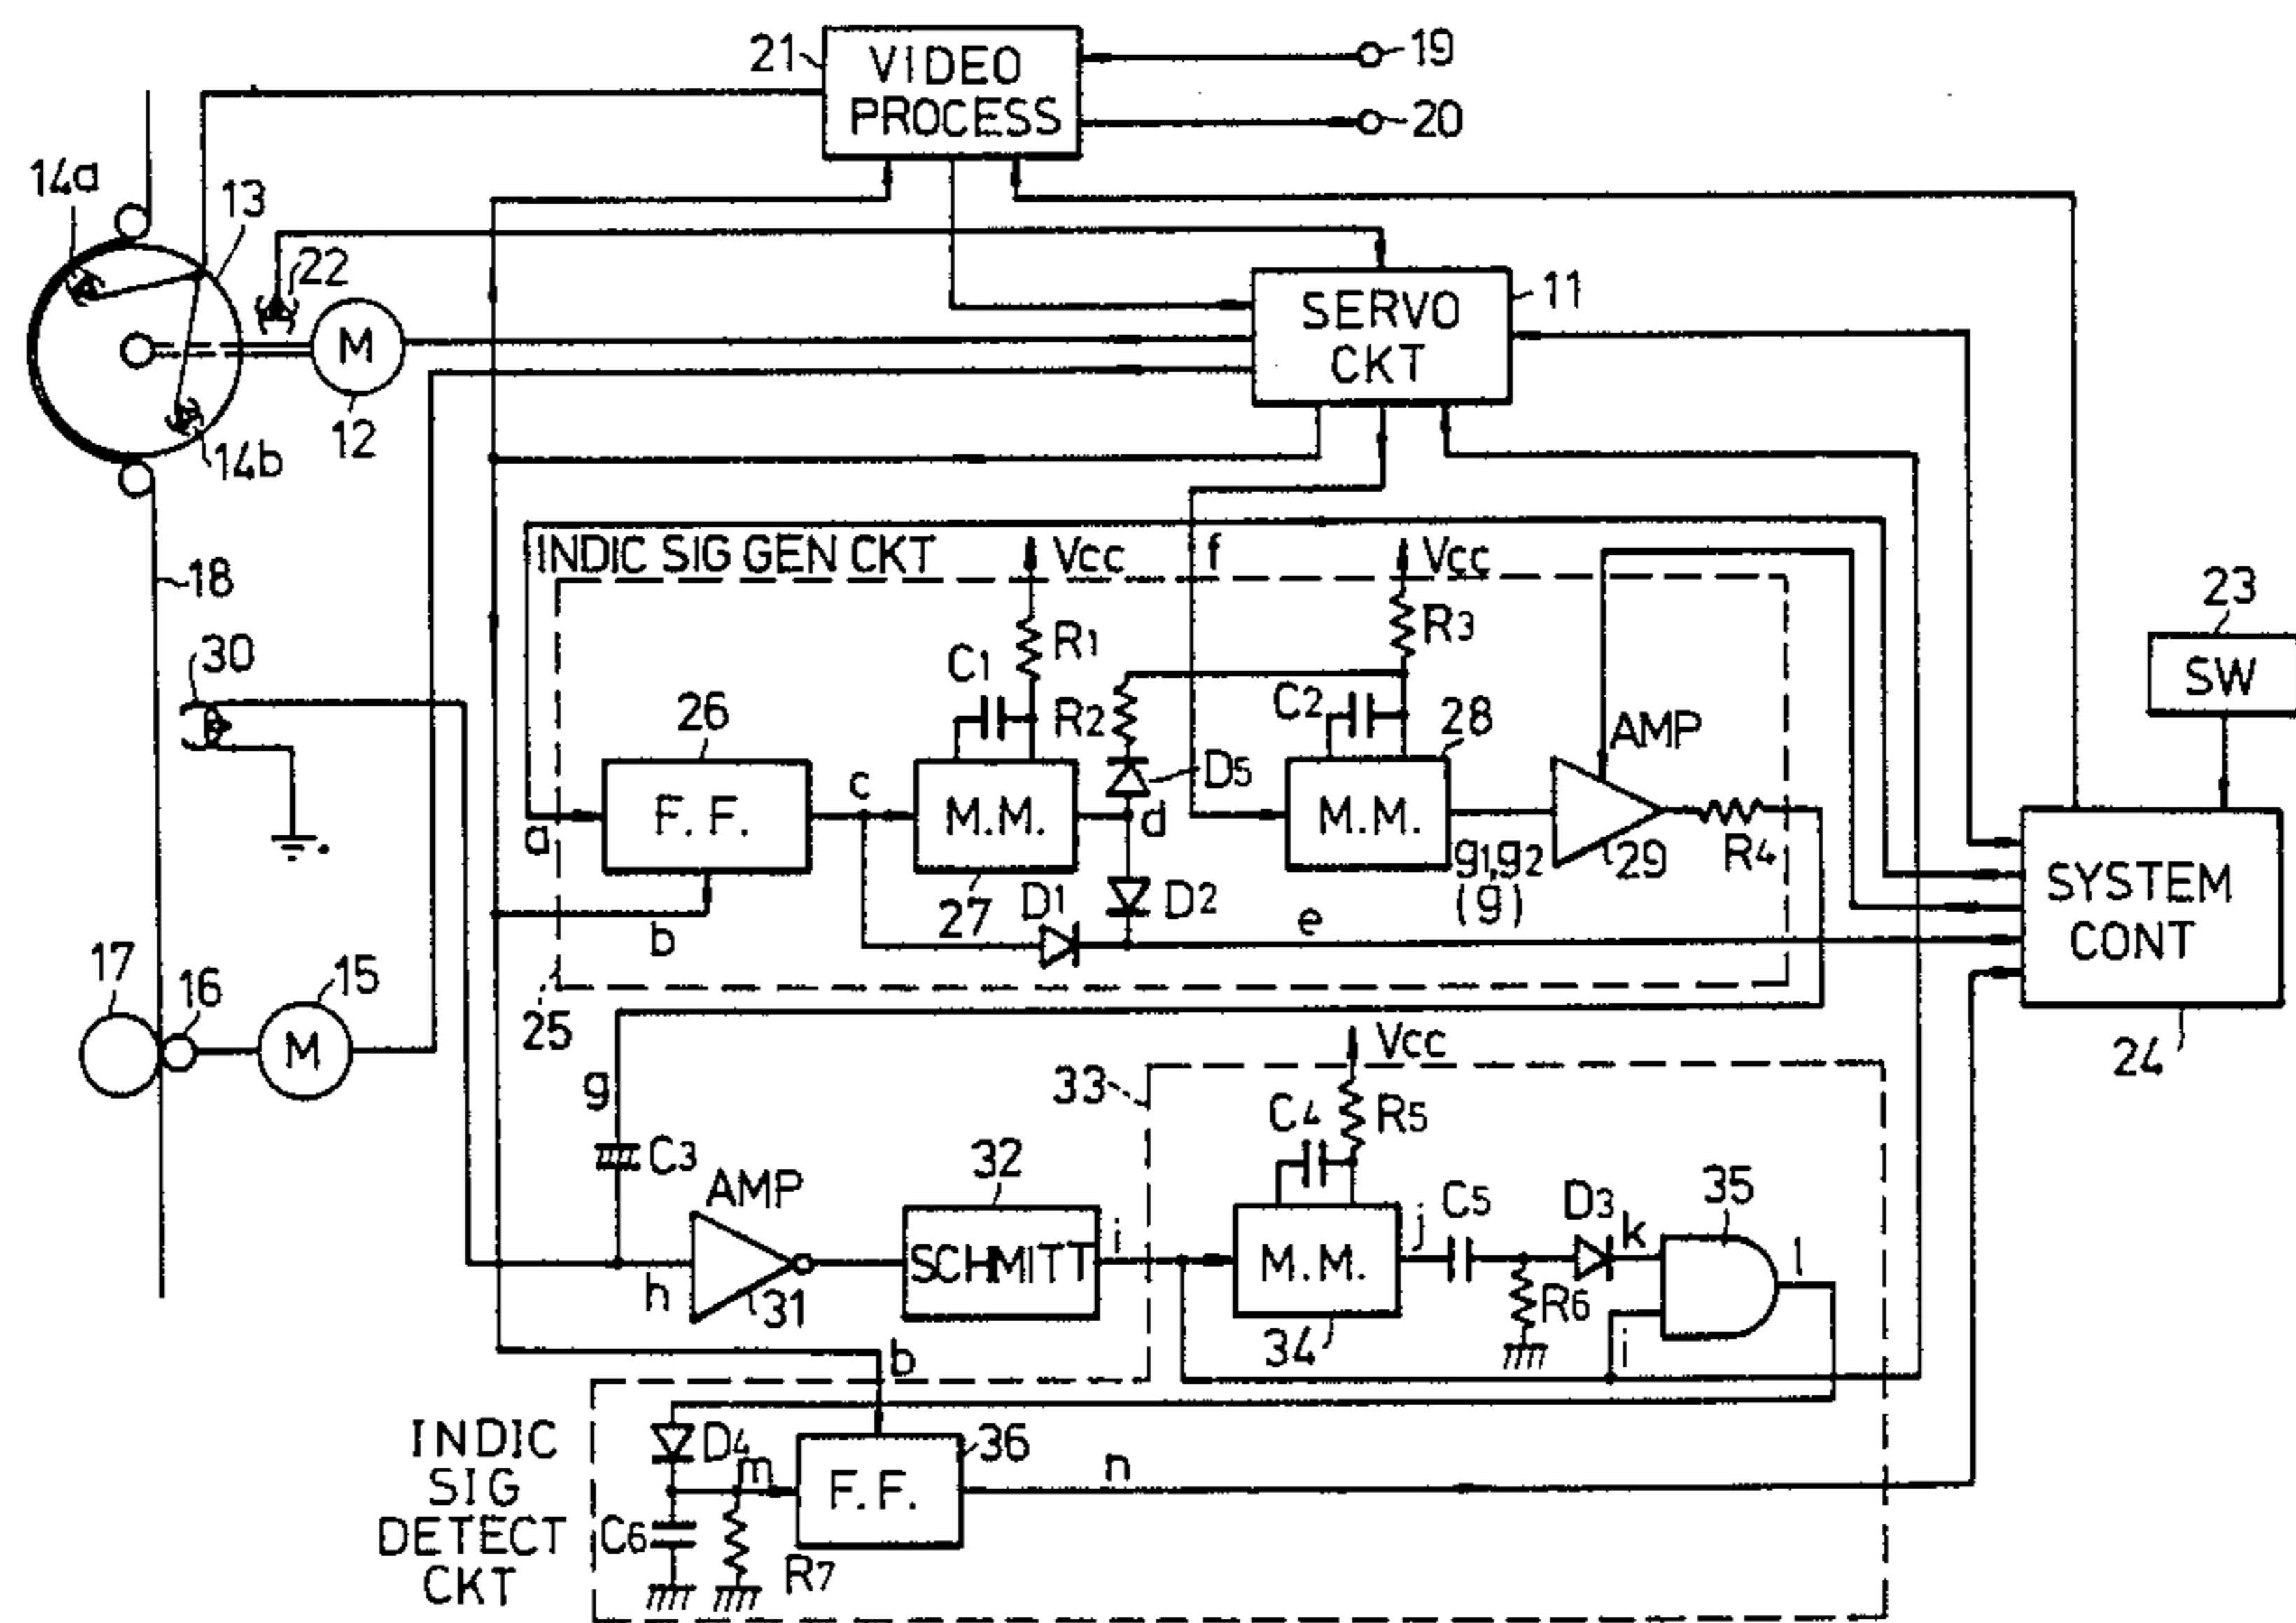 21
VIDEO
PROCESS
19
20
14a
13
22
M
12
14b
SERVO
CKT
11
18
INDIC SIG GEN CKT
Vcc
f
Vcc
R1
C1
R2
R3
C2
28
AMP
23
SW
30
26
F. F.
a
b
c
M.M.
27
D5
d
D1
D2
M.M.
g1,g2
(g)
29
R4
e
SYSTEM
CONT
24
17
16
15
M
25
g
C3
AMP
h
31
32
SCHMITT
i
33
Vcc
C4
R5
M.M.
34
j
C5
R6
D3
k
35
l
i
b
INDIC
SIG
DETECT
CKT
D4
m
C6
R7
F. F.
36
n